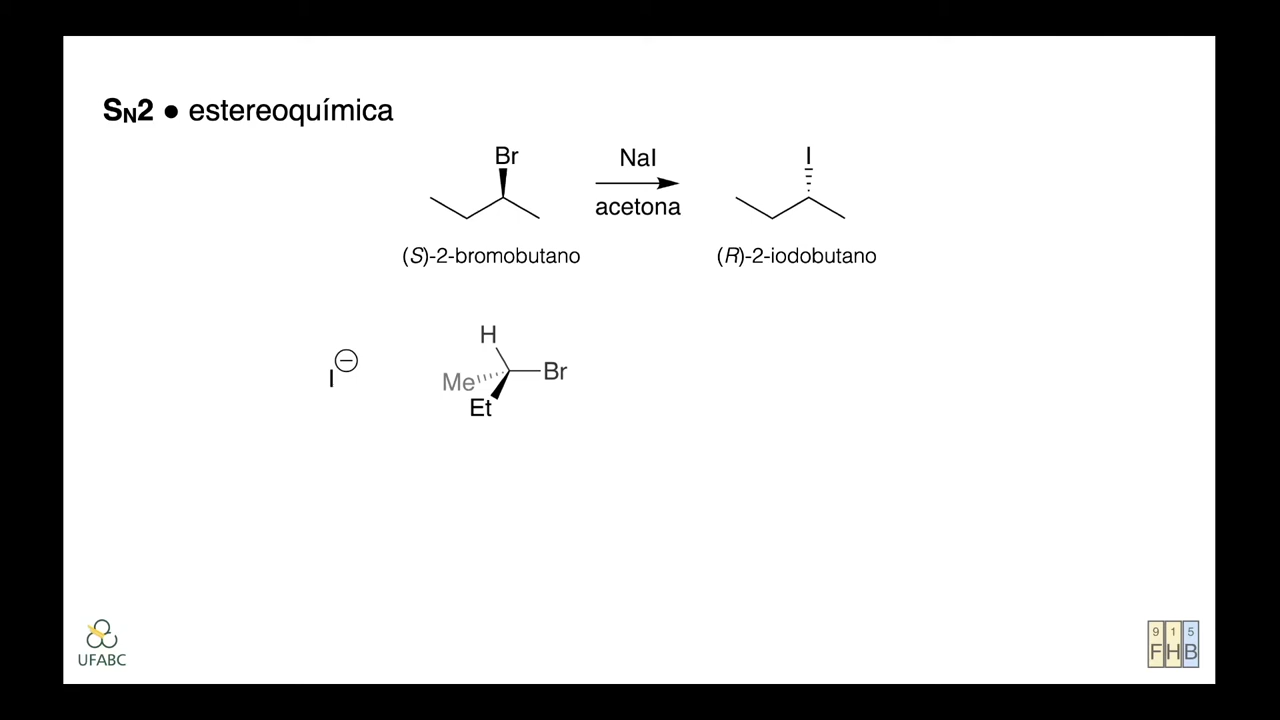 SN2 • estereoquímica
Br
NaI
I
acetona
(S)-2-bromobutano
(R)-2-iodobutano
H
I⊖
Me
Br
Et
UFABC
9 1 5
F H B